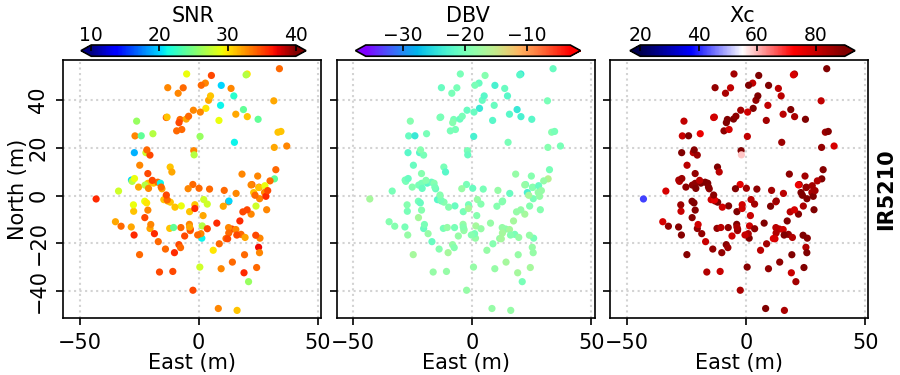 SNR
DBV
Xc
10 20 30 40
−30 −20 −10
20 40 60 80
North (m)
40
20
0
−20
−40
−50 0 50
−50 0 50
−50 0 50
East (m)
East (m)
East (m)
IR5210